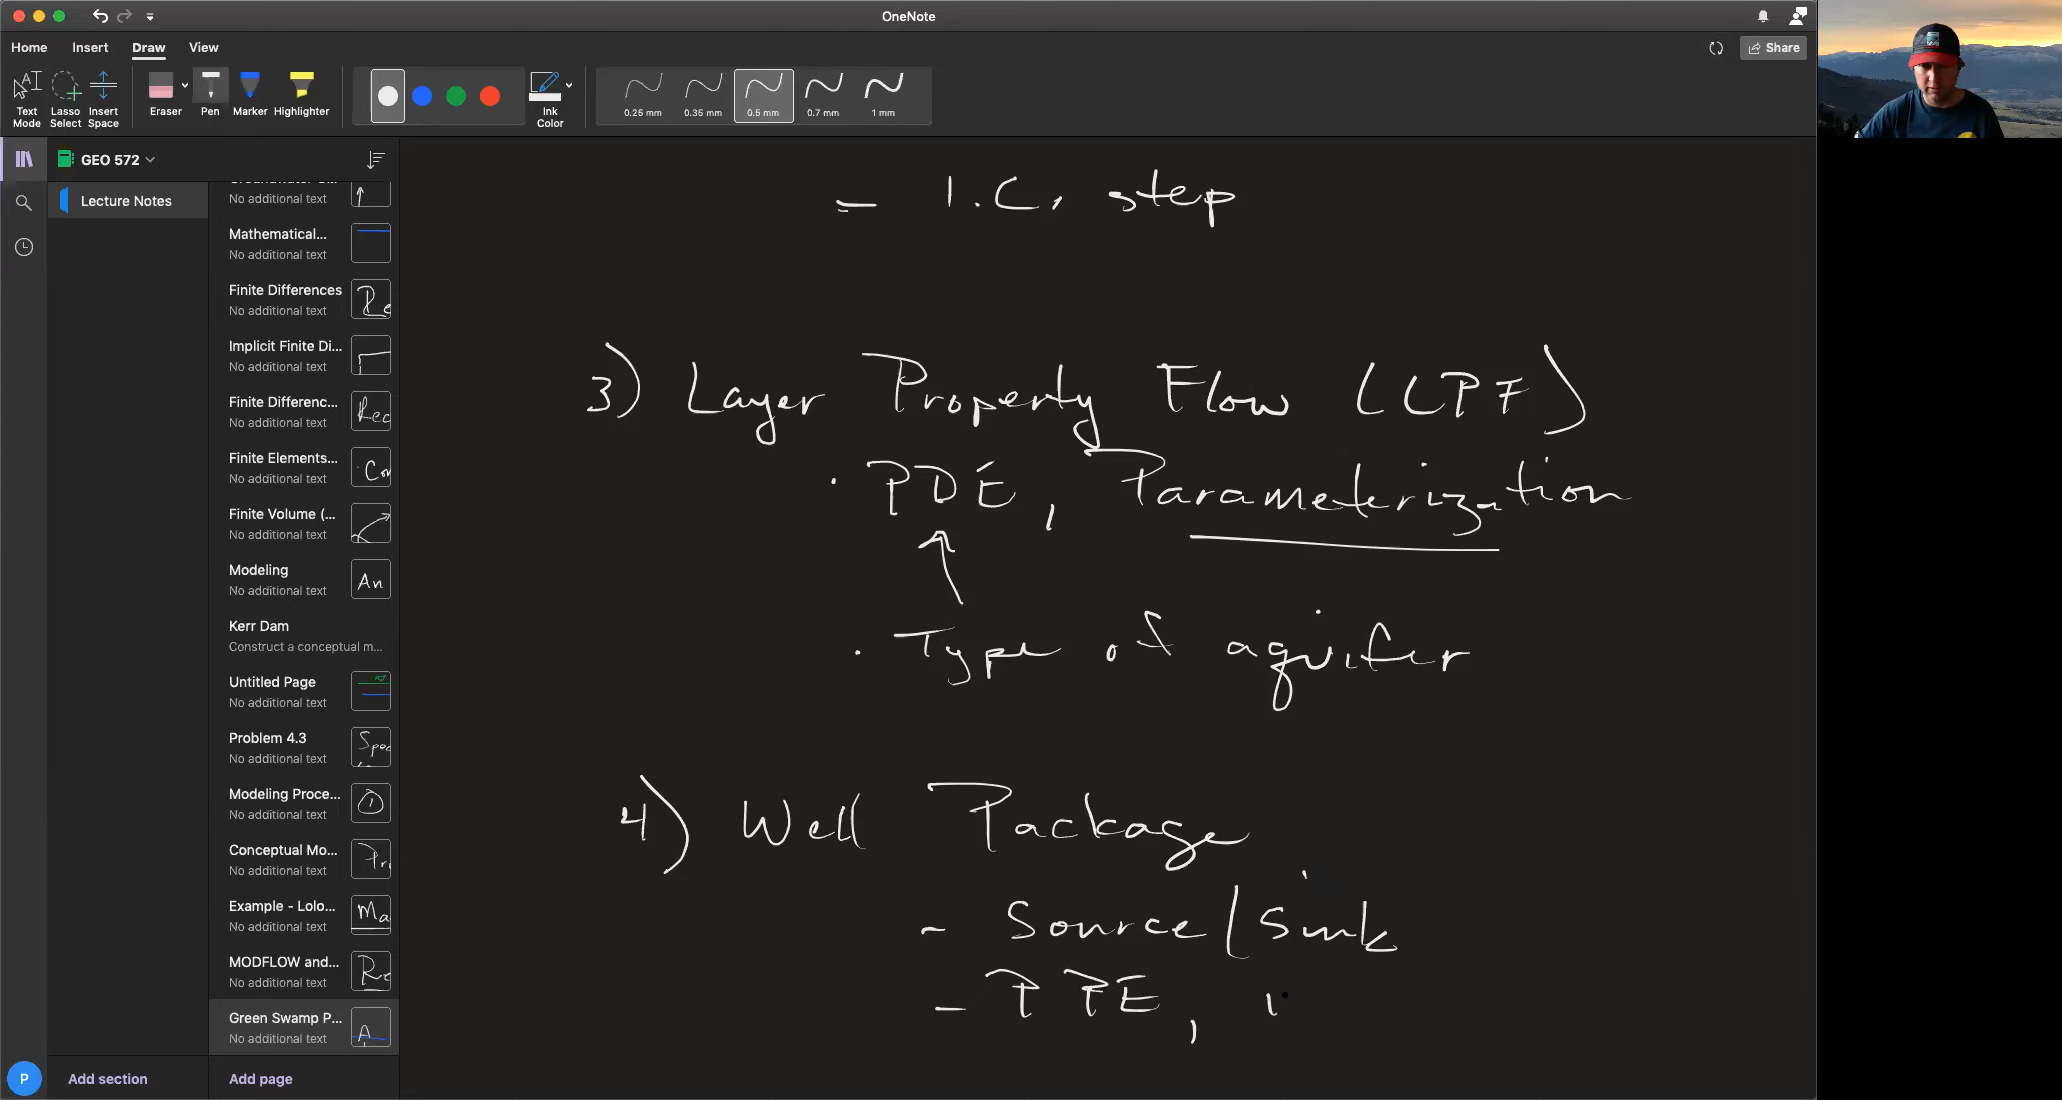 OneNote
Home Insert Draw View
Share
Text Mode
Lasso Select
Insert Space
Eraser
Pen
Marker
Highlighter
Ink Color
0.25 mm
0.35 mm
0.5 mm
0.7 mm
1 mm
GEO 572
Lecture Notes
No additional text
Mathematical...
No additional text
Finite Differences
No additional text
Implicit Finite Di...
No additional text
Finite Differenc...
No additional text
Finite Elements...
No additional text
Finite Volume (...
No additional text
Modeling
No additional text
An
Kerr Dam
Construct a conceptual m...
Untitled Page
No additional text
Problem 4.3
No additional text
Modeling Proce...
No additional text
Conceptual Mo...
No additional text
Example - Lolo...
No additional text
Ma
MODFLOW and...
No additional text
Green Swamp P...
No additional text
A
P
Add section
Add page
= I.C. step
3) Layer Property Flow (LPF)
· PDE, Parameterization
· Type of aquifer
4) Well Package
- Source/Sink